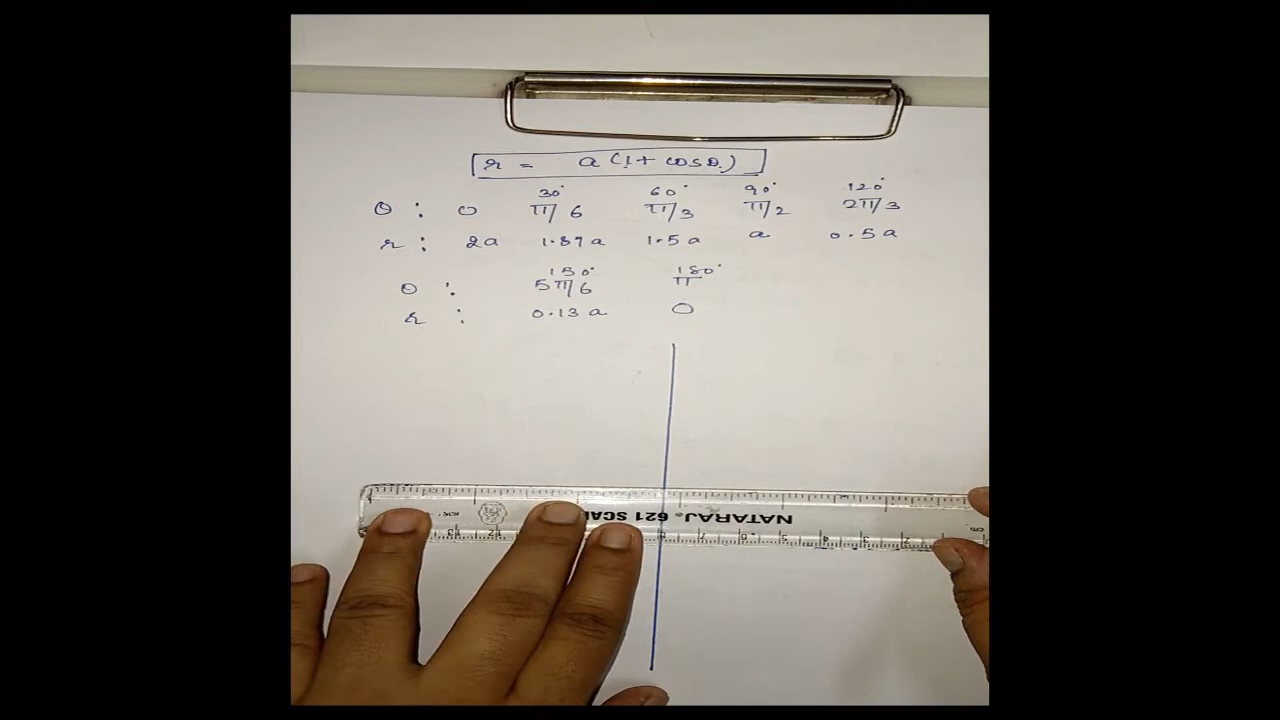 r = a(1+cosθ)
30° 60° 90° 120°
θ : 0 π/6 π/3 π/2 2π/3
r : 2a 1.87a 1.5a a 0.5a
150° 180°
θ : 5π/6 π
r : 0.13a 0
NATARAJ. 621 SCAL